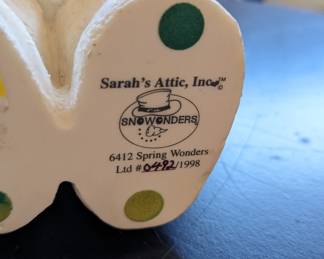 Sarah's Attic, Inc.™
©
SNOWONDERS
6412 Spring Wonders
Ltd # 0492/1998